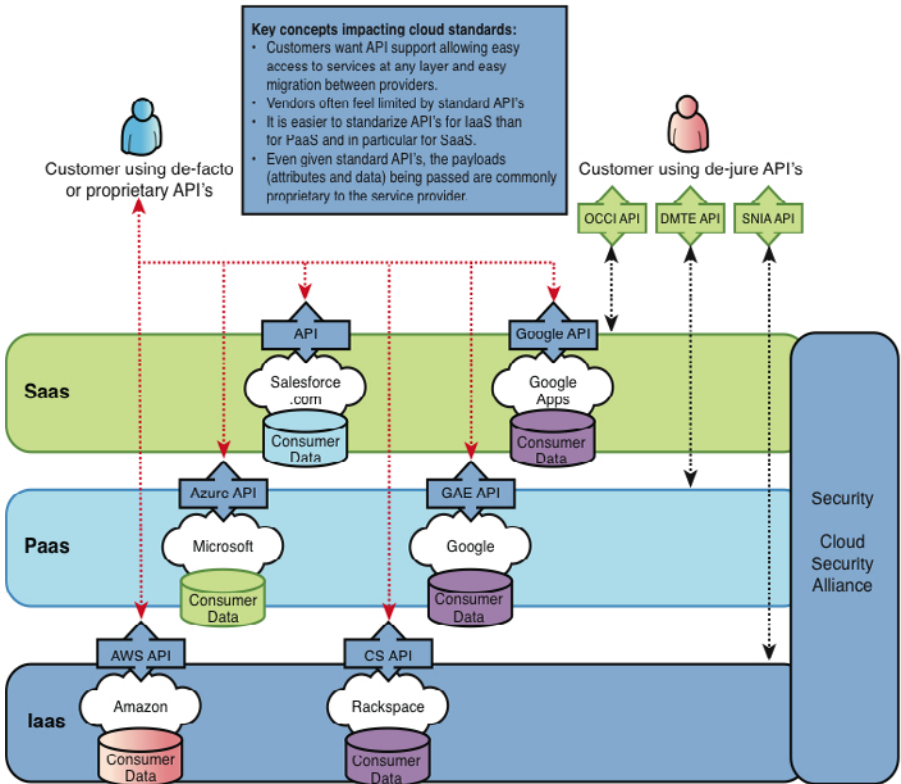 Key concepts impacting cloud standards:
• Customers want API support allowing easy
access to services at any layer and easy
migration between providers.
• Vendors often feel limited by standard API's
• It is easier to standarize API's for IaaS than
for PaaS and in particular for SaaS.
• Even given standard API's, the payloads
(attributes and data) being passed are commonly
proprietary to the service provider.
Customer using de-facto
or proprietary API's
Customer using de-jure API's
OCCI API
DMTE API
SNIA API
API
Google API
Saas
Salesforce
.com
Consumer
Data
Google
Apps
Consumer
Data
Azure API
GAE API
Paas
Microsoft
Consumer
Data
Google
Consumer
Data
AWS API
CS API
Iaas
Amazon
Consumer
Data
Rackspace
Consumer
Data
Security
Cloud
Security
Alliance